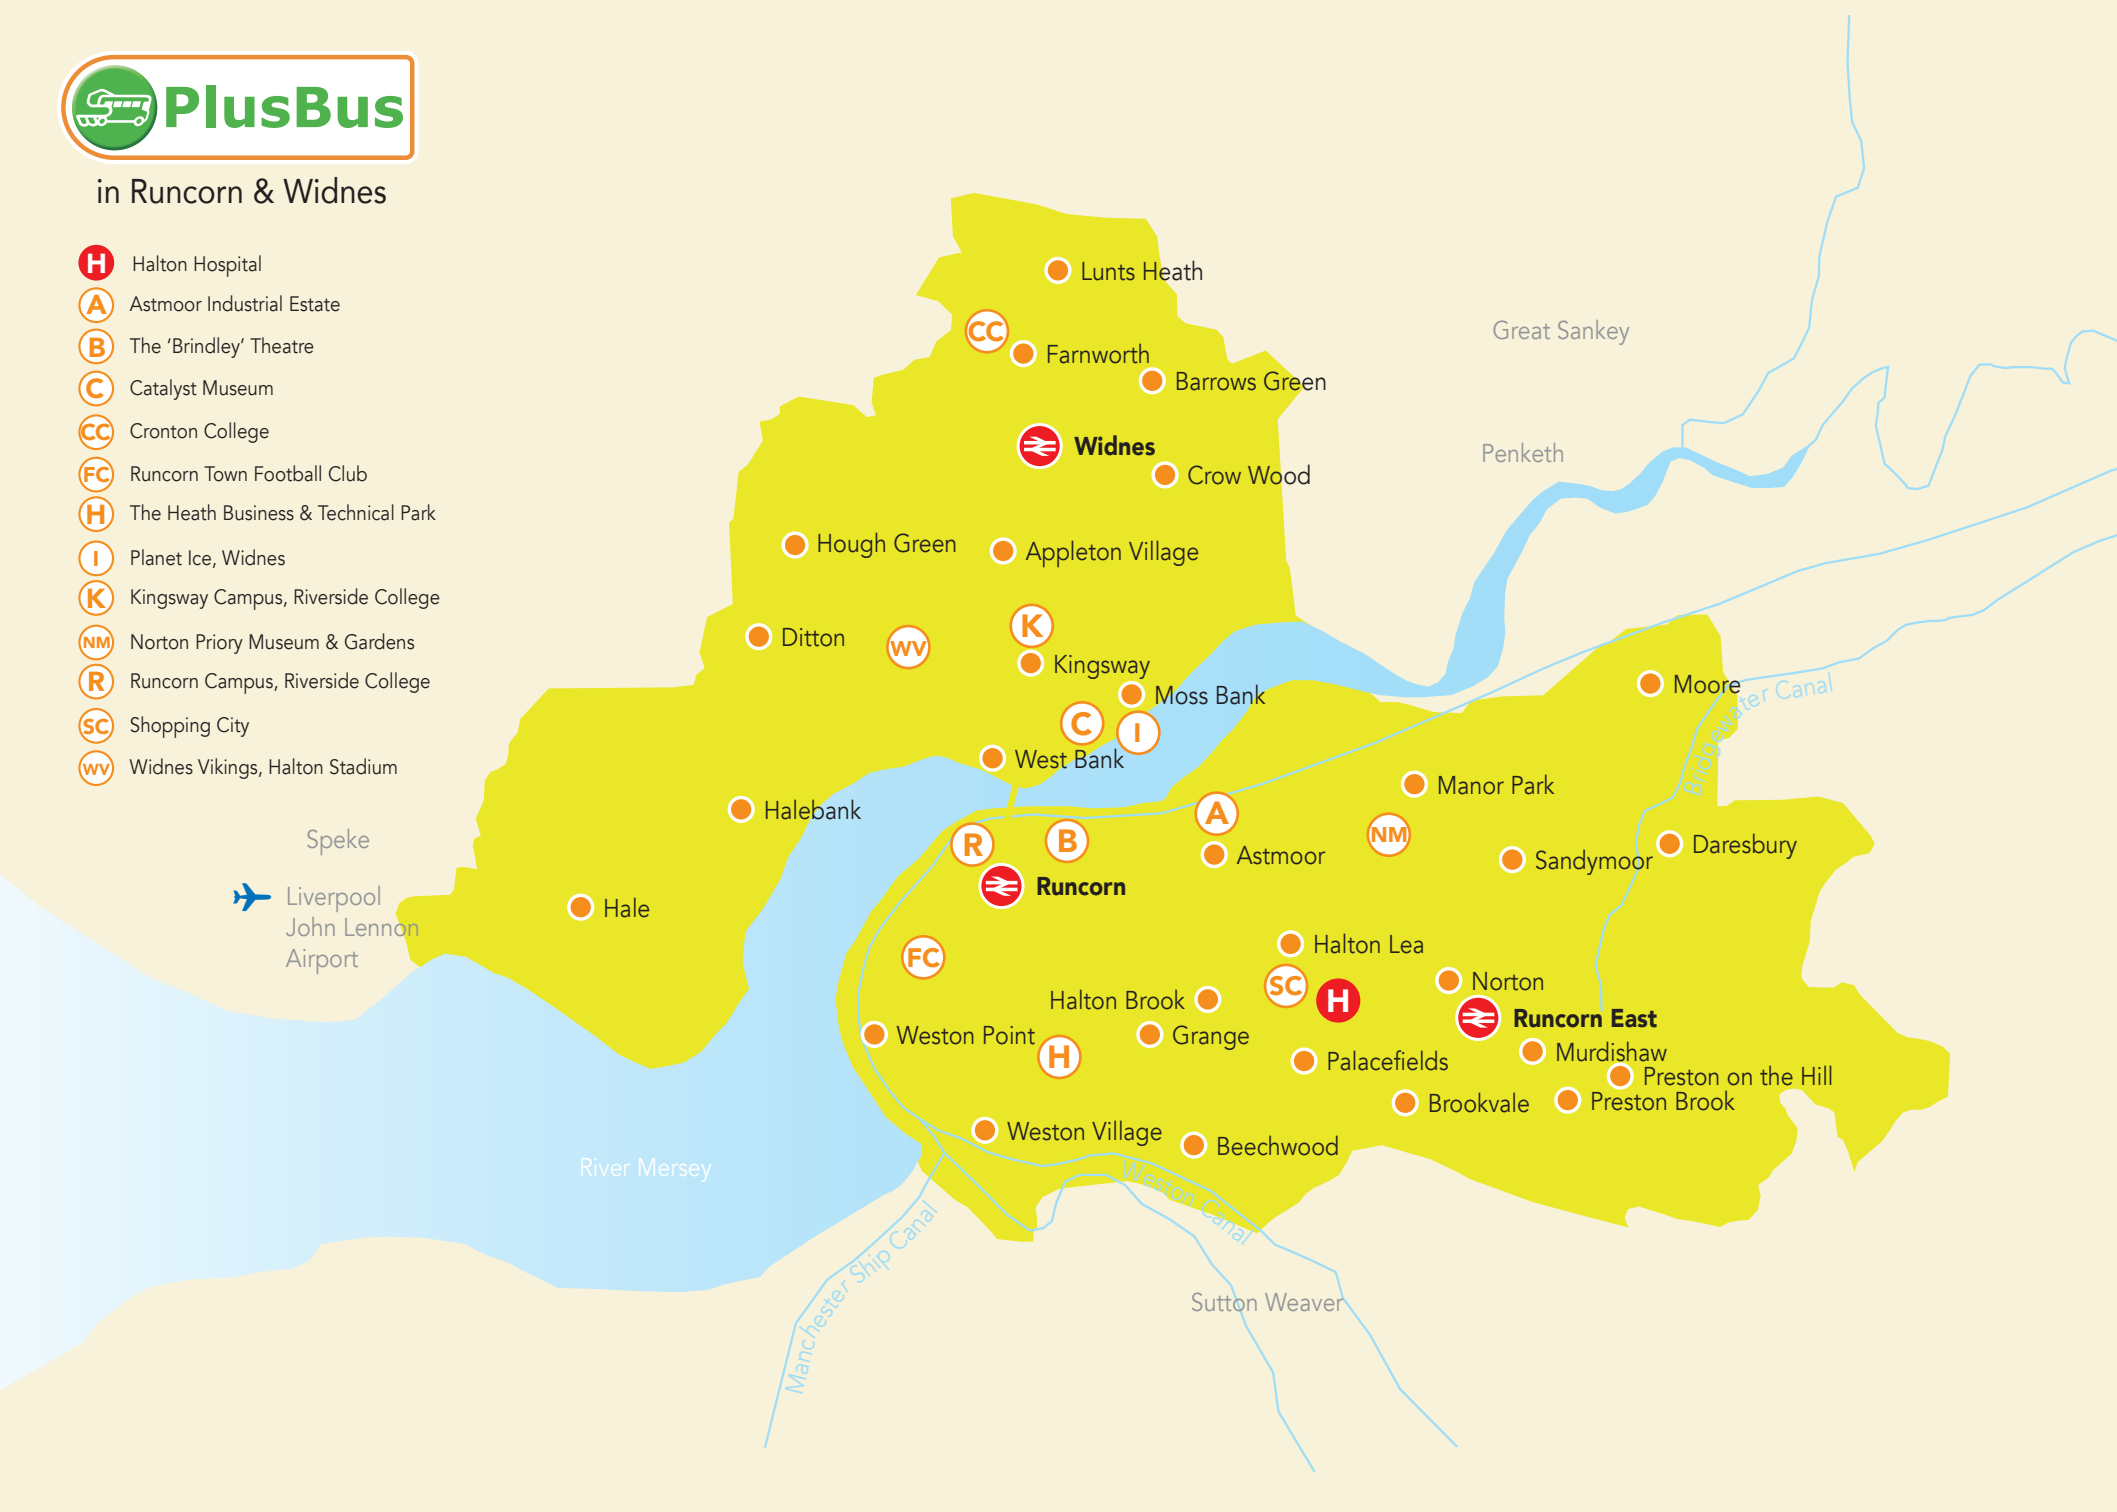 PlusBus
in Runcorn & Widnes
H Halton Hospital
A Astmoor Industrial Estate
B The ‘Brindley’ Theatre
C Catalyst Museum
CC Cronton College
FC Runcorn Town Football Club
H The Heath Business & Technical Park
I Planet Ice, Widnes
K Kingsway Campus, Riverside College
NM Norton Priory Museum & Gardens
R Runcorn Campus, Riverside College
SC Shopping City
WV Widnes Vikings, Halton Stadium
Lunts Heath
CC
Farnworth
Barrows Green
Great Sankey
Widnes
Penketh
Crow Wood
Hough Green
Appleton Village
K
Ditton
WV
Kingsway
Moss Bank
Moore
Bridgewater Canal
C
I
West Bank
Manor Park
Halebank
A
NM
Speke
R
B
Astmoor
Sandymoor
Daresbury
Runcorn
Liverpool
John Lennon
Airport
Hale
FC
Halton Lea
SC
H
Norton
Halton Brook
Runcorn East
Weston Point
H
Grange
Palacefields
Murdishaw
Preston on the Hill
Brookvale
Preston Brook
Weston Village
Beechwood
River Mersey
Weston Canal
Manchester Ship Canal
Sutton Weaver